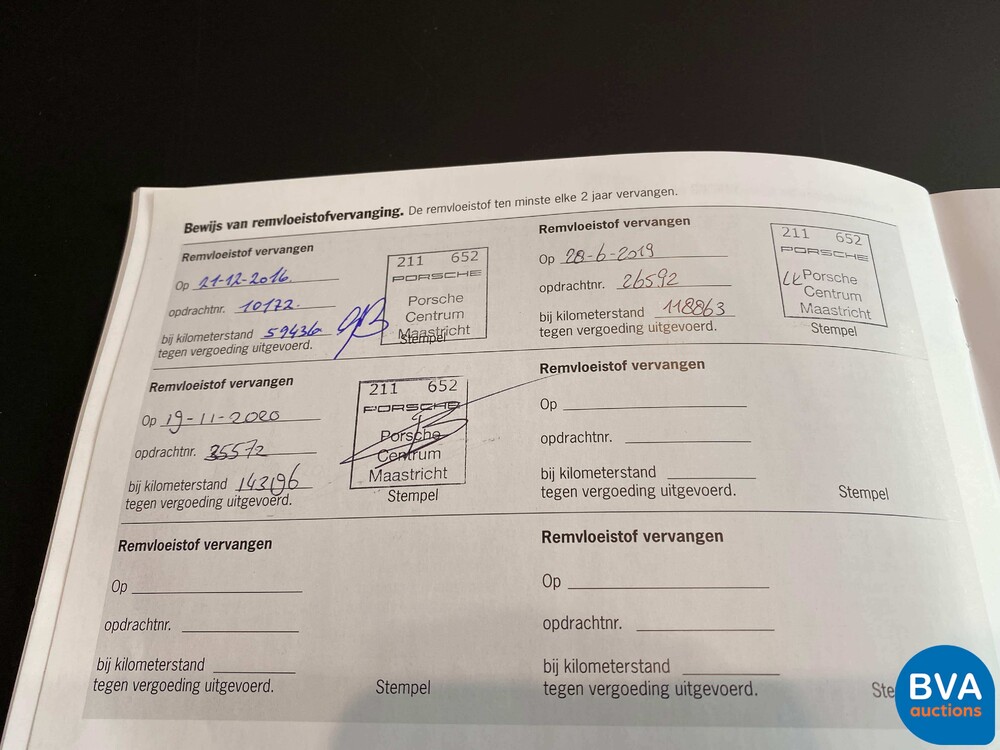 Bewijs van remvloeistofvervanging. De remvloeistof ten minste elke 2 jaar vervangen.
Remvloeistof vervangen
Op 21-12-2016.
opdrachtnr. 10172.
bij kilometerstand 59436
tegen vergoeding uitgevoerd.
211 652
PORSCHE
Porsche
Centrum
Maastricht
Stempel
Remvloeistof vervangen
Op 28-6-2019
opdrachtnr. 26592
bij kilometerstand 118863
tegen vergoeding uitgevoerd.
211 652
PORSCHE
Porsche
Centrum
Maastricht
Stempel
Remvloeistof vervangen
Op 19-11-2020
opdrachtnr. 35572
bij kilometerstand 143196
tegen vergoeding uitgevoerd.
211 652
PORSCHE
Porsche
Centrum
Maastricht
Stempel
Remvloeistof vervangen
Op
opdrachtnr.
bij kilometerstand
tegen vergoeding uitgevoerd.
Stempel
Remvloeistof vervangen
Op
opdrachtnr.
bij kilometerstand
tegen vergoeding uitgevoerd.
Stempel
Remvloeistof vervangen
Op
opdrachtnr.
bij kilometerstand
tegen vergoeding uitgevoerd.
Ste
BVA
auctions